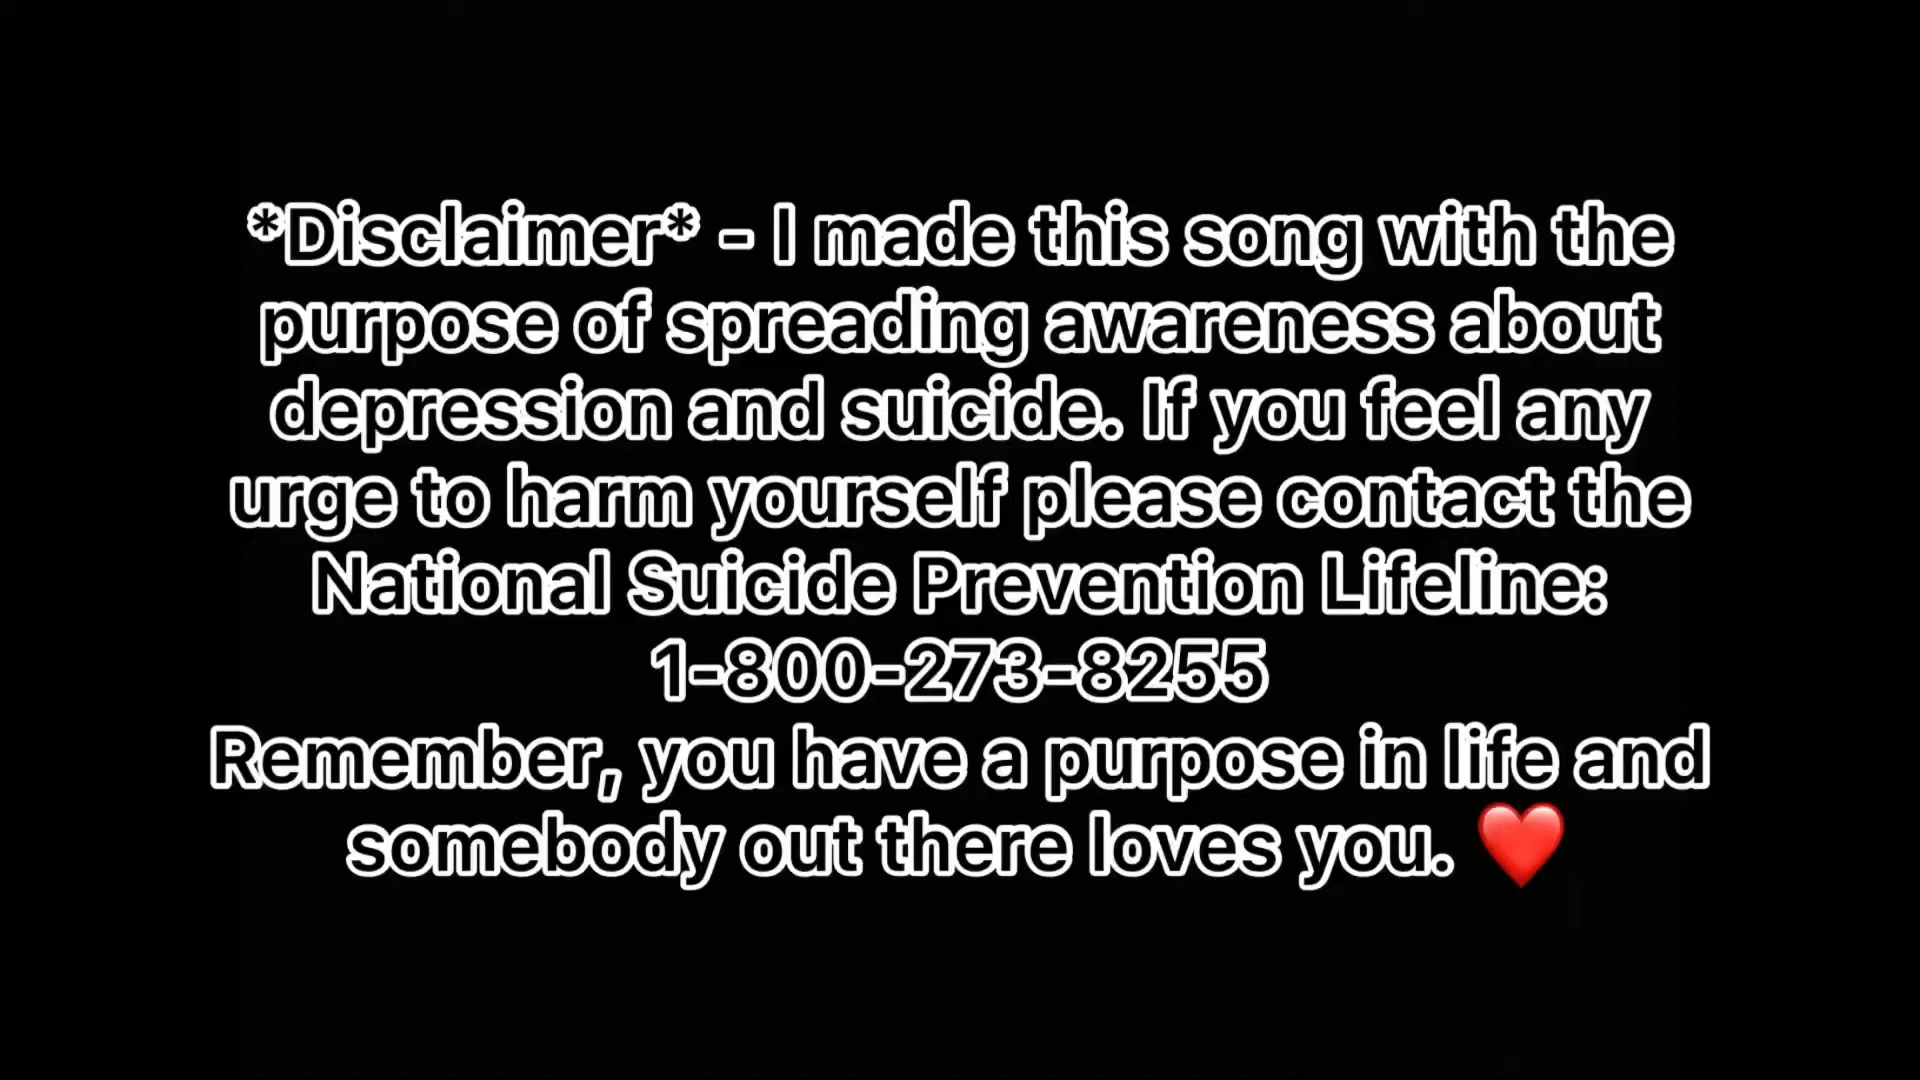 *Disclaimer* - I made this song with the
purpose of spreading awareness about
depression and suicide. If you feel any
urge to harm yourself please contact the
National Suicide Prevention Lifeline:
1-800-273-8255
Remember, you have a purpose in life and
somebody out there loves you. ❤️